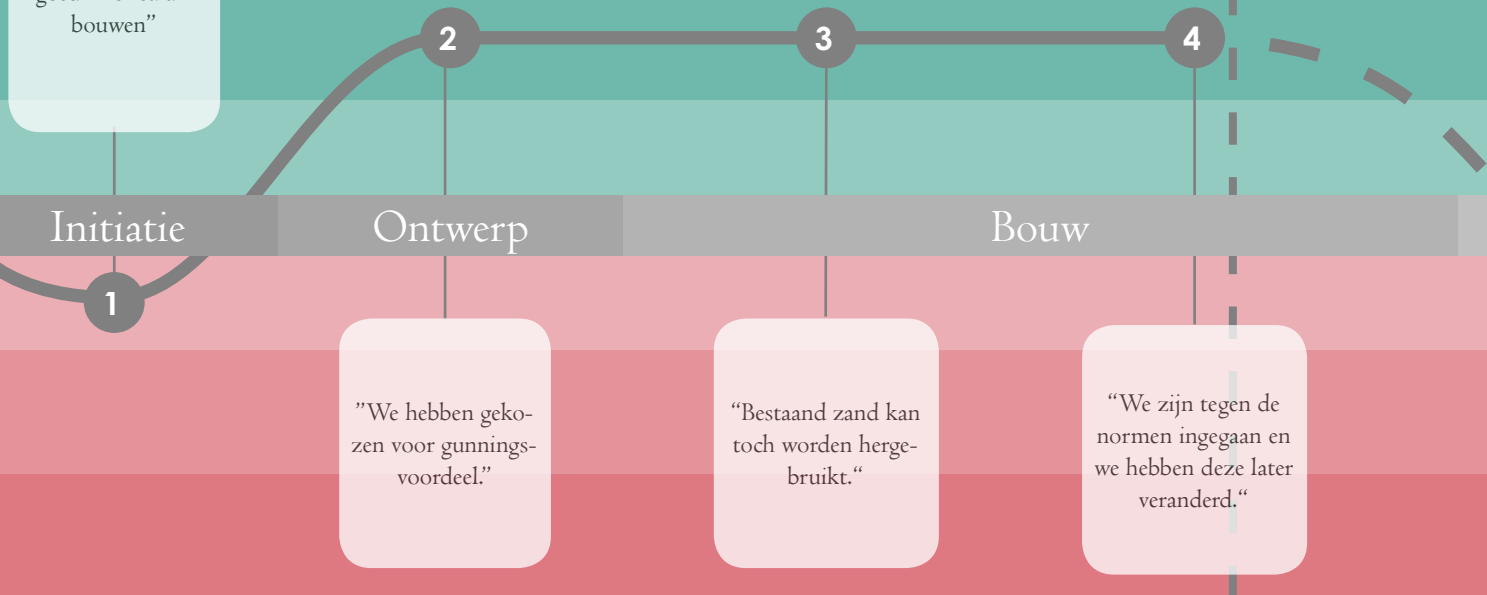 bouwen”
2
3
4
Initiatie
Ontwerp
Bouw
1
”We hebben geko-
zen voor gunnings-
voordeel.”
“Bestaand zand kan
toch worden herge-
bruikt.“
“We zijn tegen de
normen ingegaan en
we hebben deze later
veranderd.“